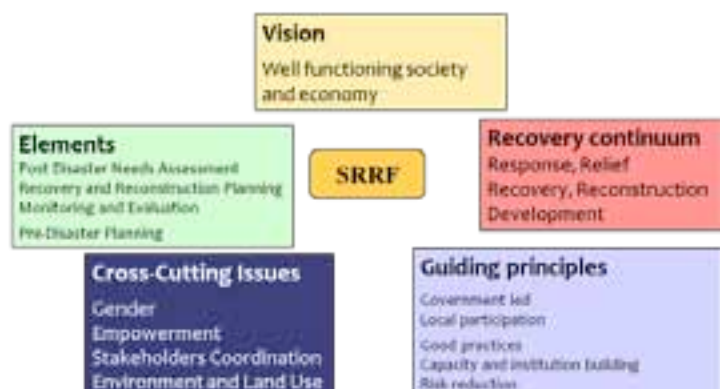 Vision
Well functioning society
and economy
Elements
Post Disaster Needs Assessment
Recovery and Reconstruction Planning
Monitoring and Evaluation
Pre-Disaster Planning
SRRF
Recovery continuum
Response, Relief
Recovery, Reconstruction
Development
Cross-Cutting Issues
Gender
Empowerment
Stakeholders Coordination
Environment and Land Use
Guiding principles
Government led
Local participation
Good practices
Capacity and institution building
Risk reduction